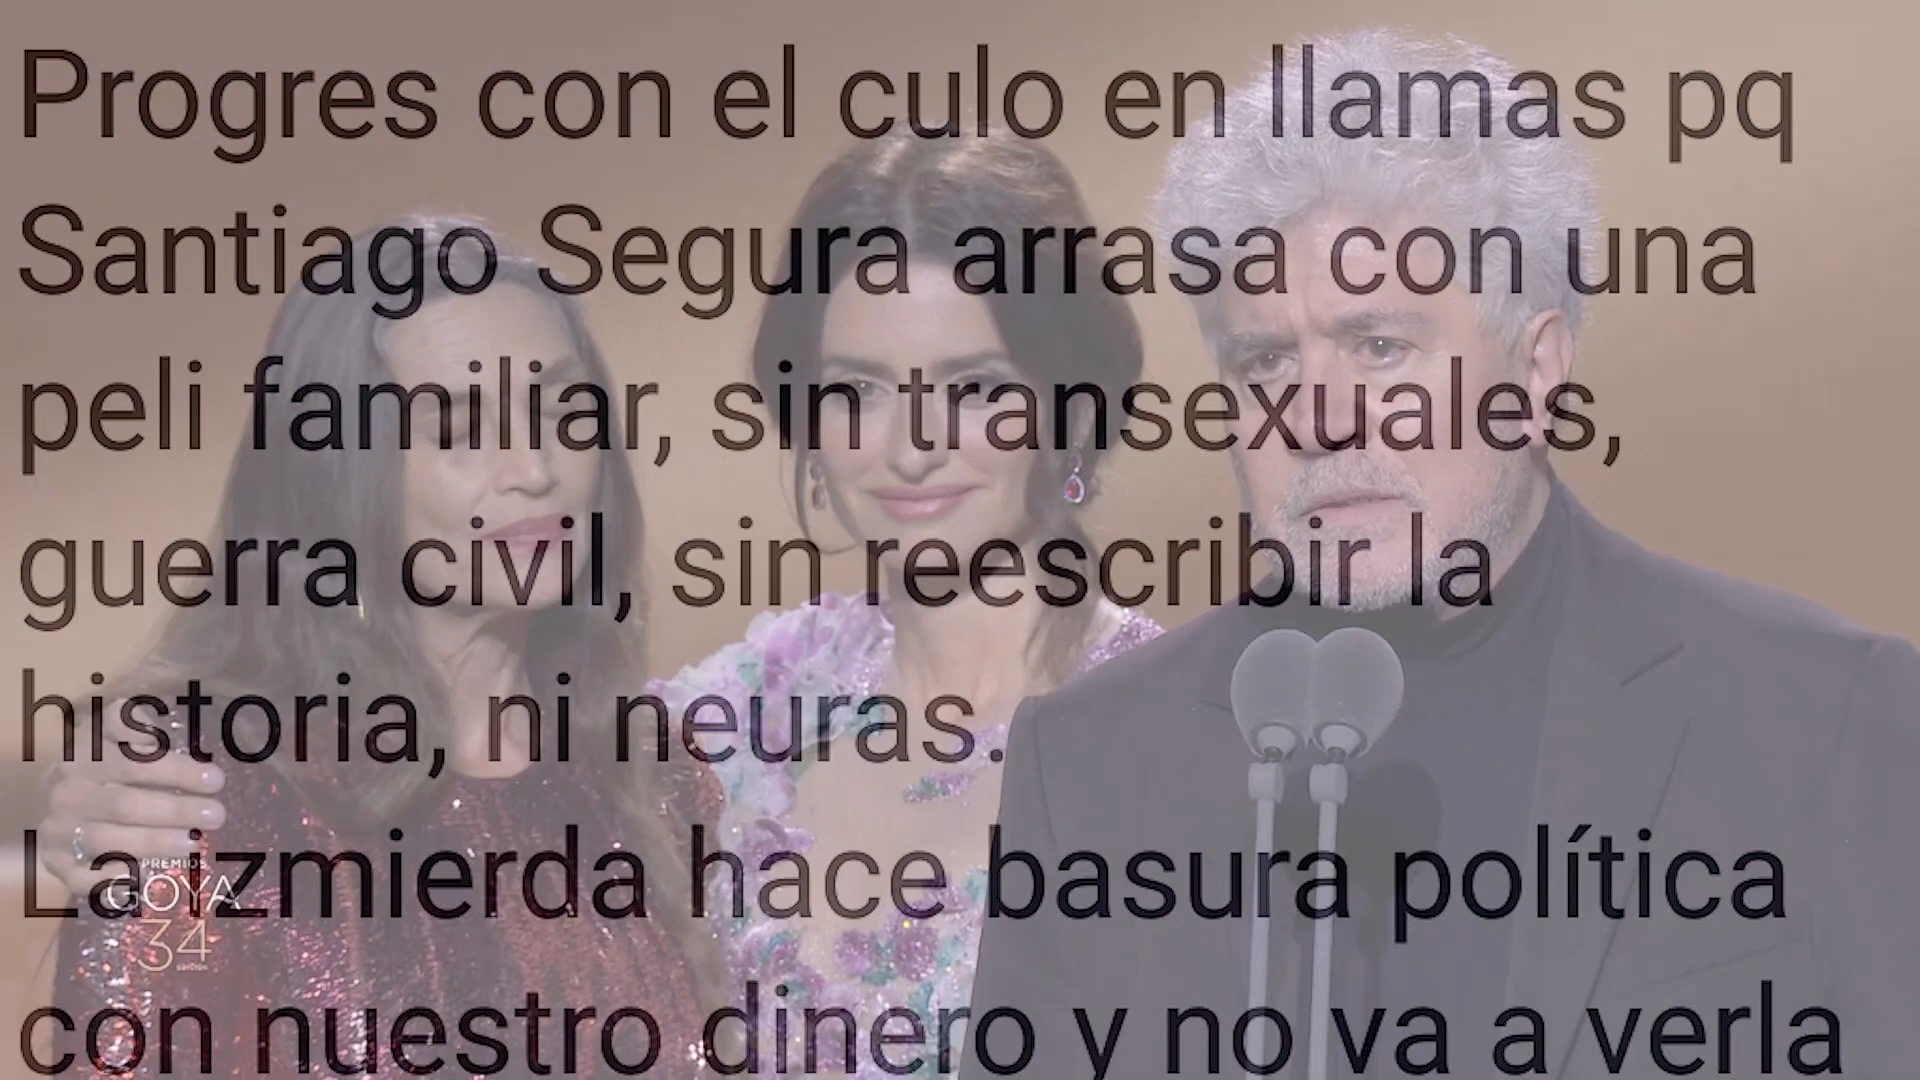 Progres con el culo en llamas pq
Santiago Segura arrasa con una
peli familiar, sin transexuales,
guerra civil, sin reescribir la
historia, ni neuras.
La izmierda hace basura política
con nuestro dinero y no va a verla
PREMIOS
GOYA
34
edición